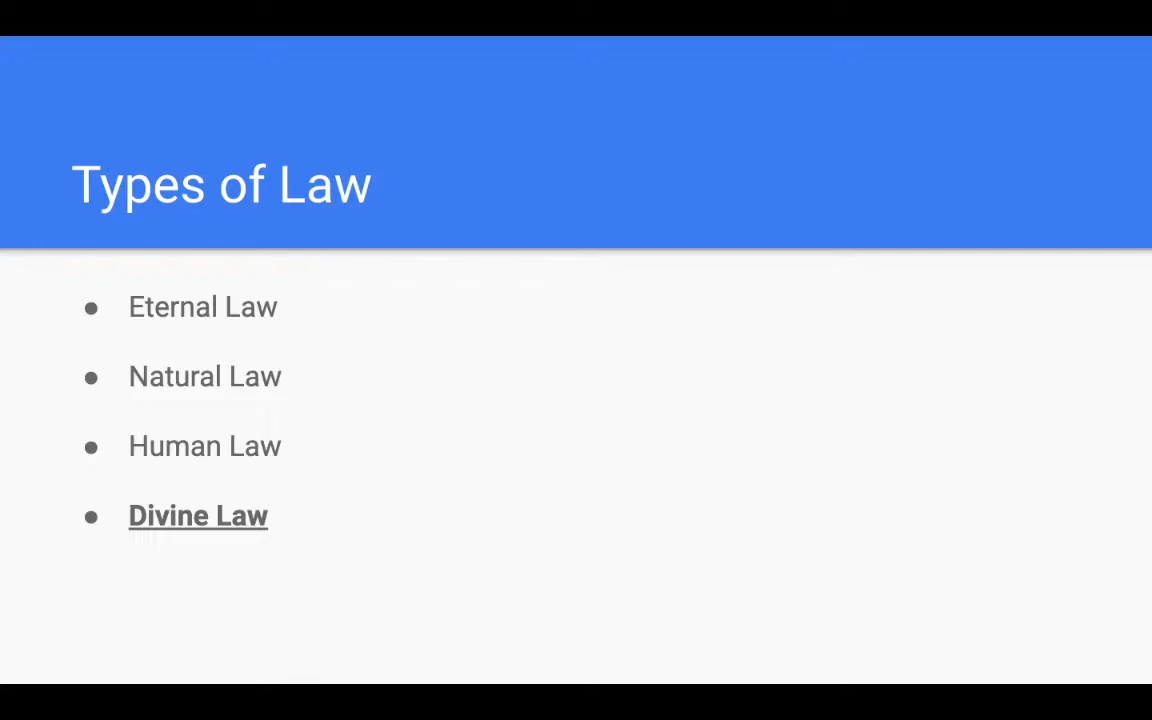 Types of Law
● Eternal Law
● Natural Law
● Human Law
● Divine Law